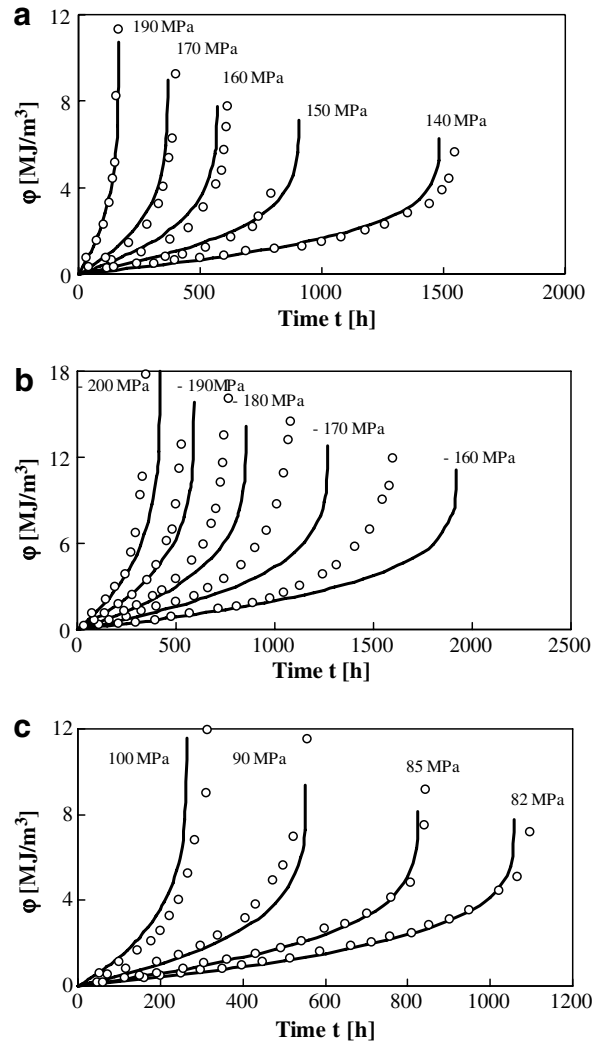 a
12
190 MPa
170 MPa
160 MPa
150 MPa
140 MPa
8
4
0
φ [MJ/m³]
0 500 1000 1500 2000
Time t [h]
b
18
- 200 MPa
- 190MPa
- 180 MPa
- 170 MPa
- 160 MPa
12
6
0
φ [MJ/m³]
0 500 1000 1500 2000 2500
Time t [h]
c
12
100 MPa
90 MPa
85 MPa
82 MPa
8
4
0
φ [MJ/m³]
0 200 400 600 800 1000 1200
Time t [h]